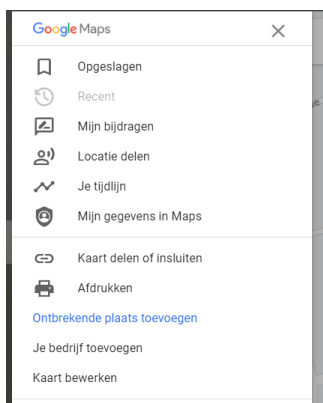 Google Maps
Opgeslagen
Recent
Mijn bijdragen
Locatie delen
Je tijdlijn
Mijn gegevens in Maps
Kaart delen of insluiten
Afdrukken
Ontbrekende plaats toevoegen
Je bedrijf toevoegen
Kaart bewerken